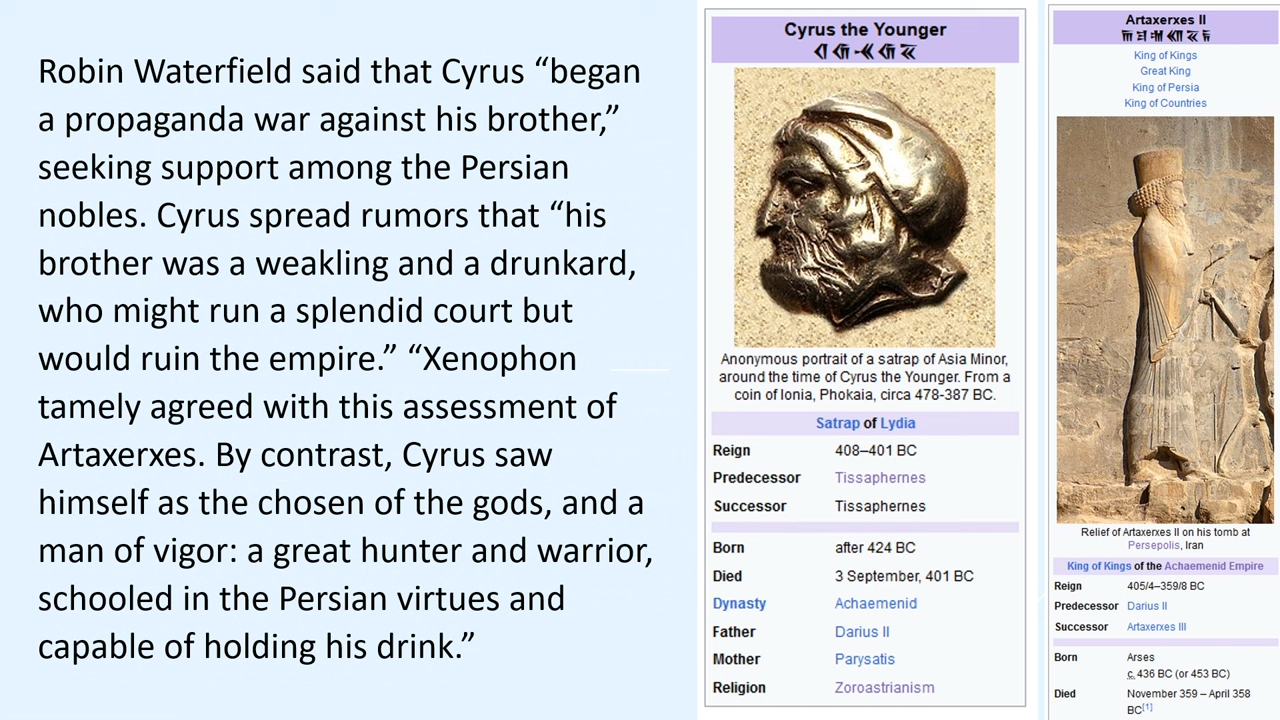 Robin Waterfield said that Cyrus “began
a propaganda war against his brother,”
seeking support among the Persian
nobles. Cyrus spread rumors that “his
brother was a weakling and a drunkard,
who might run a splendid court but
would ruin the empire.” “Xenophon
tamely agreed with this assessment of
Artaxerxes. By contrast, Cyrus saw
himself as the chosen of the gods, and a
man of vigor: a great hunter and warrior,
schooled in the Persian virtues and
capable of holding his drink.”
Cyrus the Younger
Anonymous portrait of a satrap of Asia Minor,
around the time of Cyrus the Younger. From a
coin of Ionia, Phokaia, circa 478-387 BC.
Satrap of Lydia
Reign 408–401 BC
Predecessor Tissaphernes
Successor Tissaphernes
Born after 424 BC
Died 3 September, 401 BC
Dynasty Achaemenid
Father Darius II
Mother Parysatis
Religion Zoroastrianism
Artaxerxes II
King of Kings
Great King
King of Persia
King of Countries
Relief of Artaxerxes II on his tomb at
Persepolis, Iran
King of Kings of the Achaemenid Empire
Reign 405/4–359/8 BC
Predecessor Darius II
Successor Artaxerxes III
Born Arses
c. 436 BC (or 453 BC)
Died November 359 – April 358
BC[1]